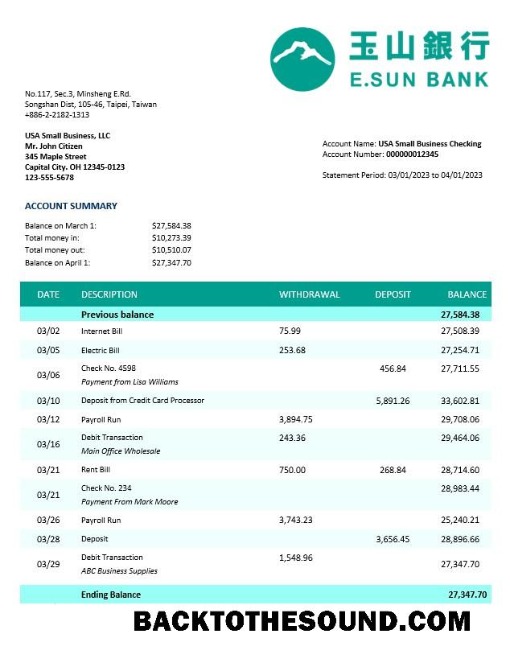 玉山銀行
E.SUN BANK
No.117, Sec.3, Minsheng E.Rd.
Songshan Dist, 105-46, Taipei, Taiwan
+886-2-2182-1313
USA Small Business, LLC
Mr. John Citizen
345 Maple Street
Capital City. OH 12345-0123
123-555-5678
Account Name: USA Small Business Checking
Account Number: 000000012345
Statement Period: 03/01/2023 to 04/01/2023
ACCOUNT SUMMARY
Balance on March 1: $27,584.38
Total money in: $10,273.39
Total money out: $10,510.07
Balance on April 1: $27,347.70
DATE DESCRIPTION WITHDRAWAL DEPOSIT BALANCE
Previous balance 27,584.38
03/02 Internet Bill 75.99 27,508.39
03/05 Electric Bill 253.68 27,254.71
03/06 Check No. 4598 456.84 27,711.55
Payment from Lisa Williams
03/10 Deposit from Credit Card Processor 5,891.26 33,602.81
03/12 Payroll Run 3,894.75 29,708.06
03/16 Debit Transaction 243.36 29,464.06
Main Office Wholesale
03/21 Rent Bill 750.00 268.84 28,714.60
03/21 Check No. 234 28,983.44
Payment From Mark Moore
03/26 Payroll Run 3,743.23 25,240.21
03/28 Deposit 3,656.45 28,896.66
03/29 Debit Transaction 1,548.96 27,347.70
ABC Business Supplies
Ending Balance 27,347.70
BACKTOTHESOUND.COM